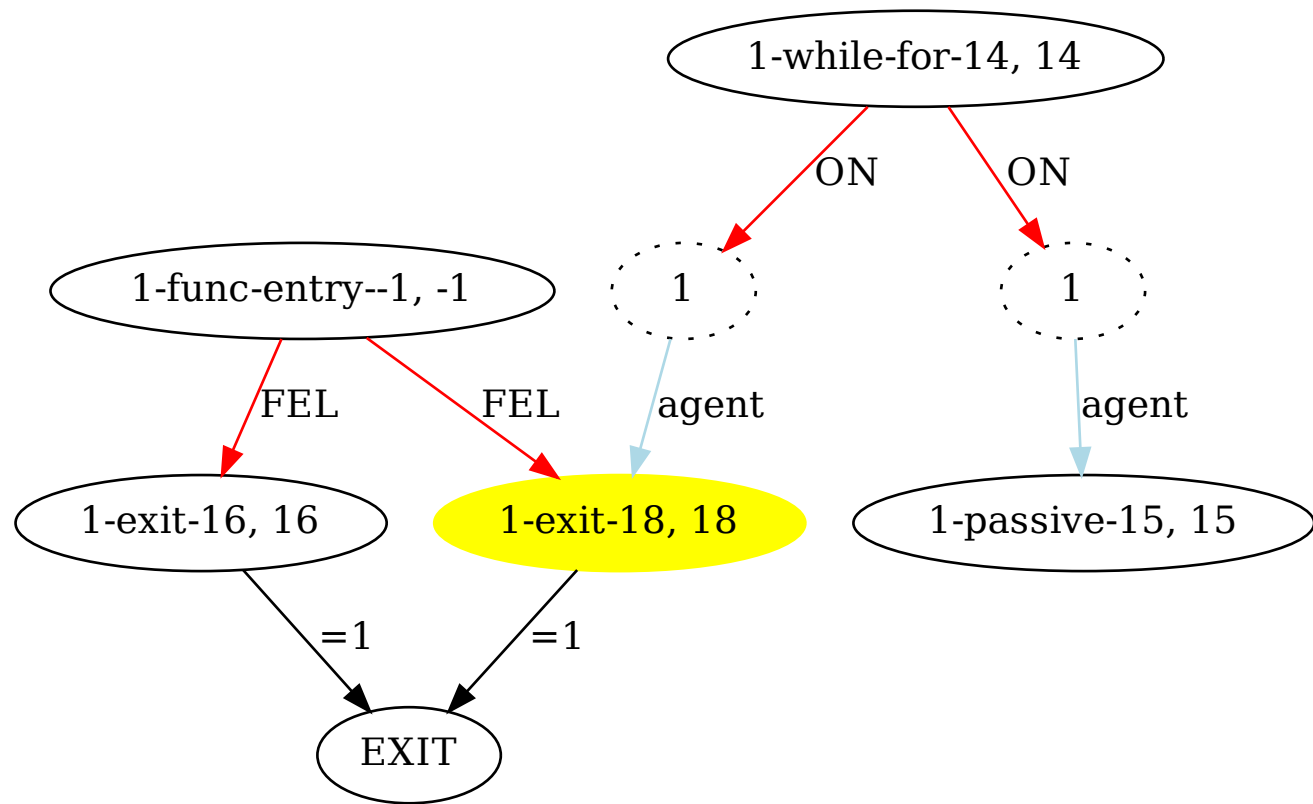 1-while-for-14, 14
ON
ON
1-func-entry--1, -1
1
1
FEL
FEL
agent
agent
1-exit-16, 16
1-exit-18, 18
1-passive-15, 15
=1
=1
EXIT